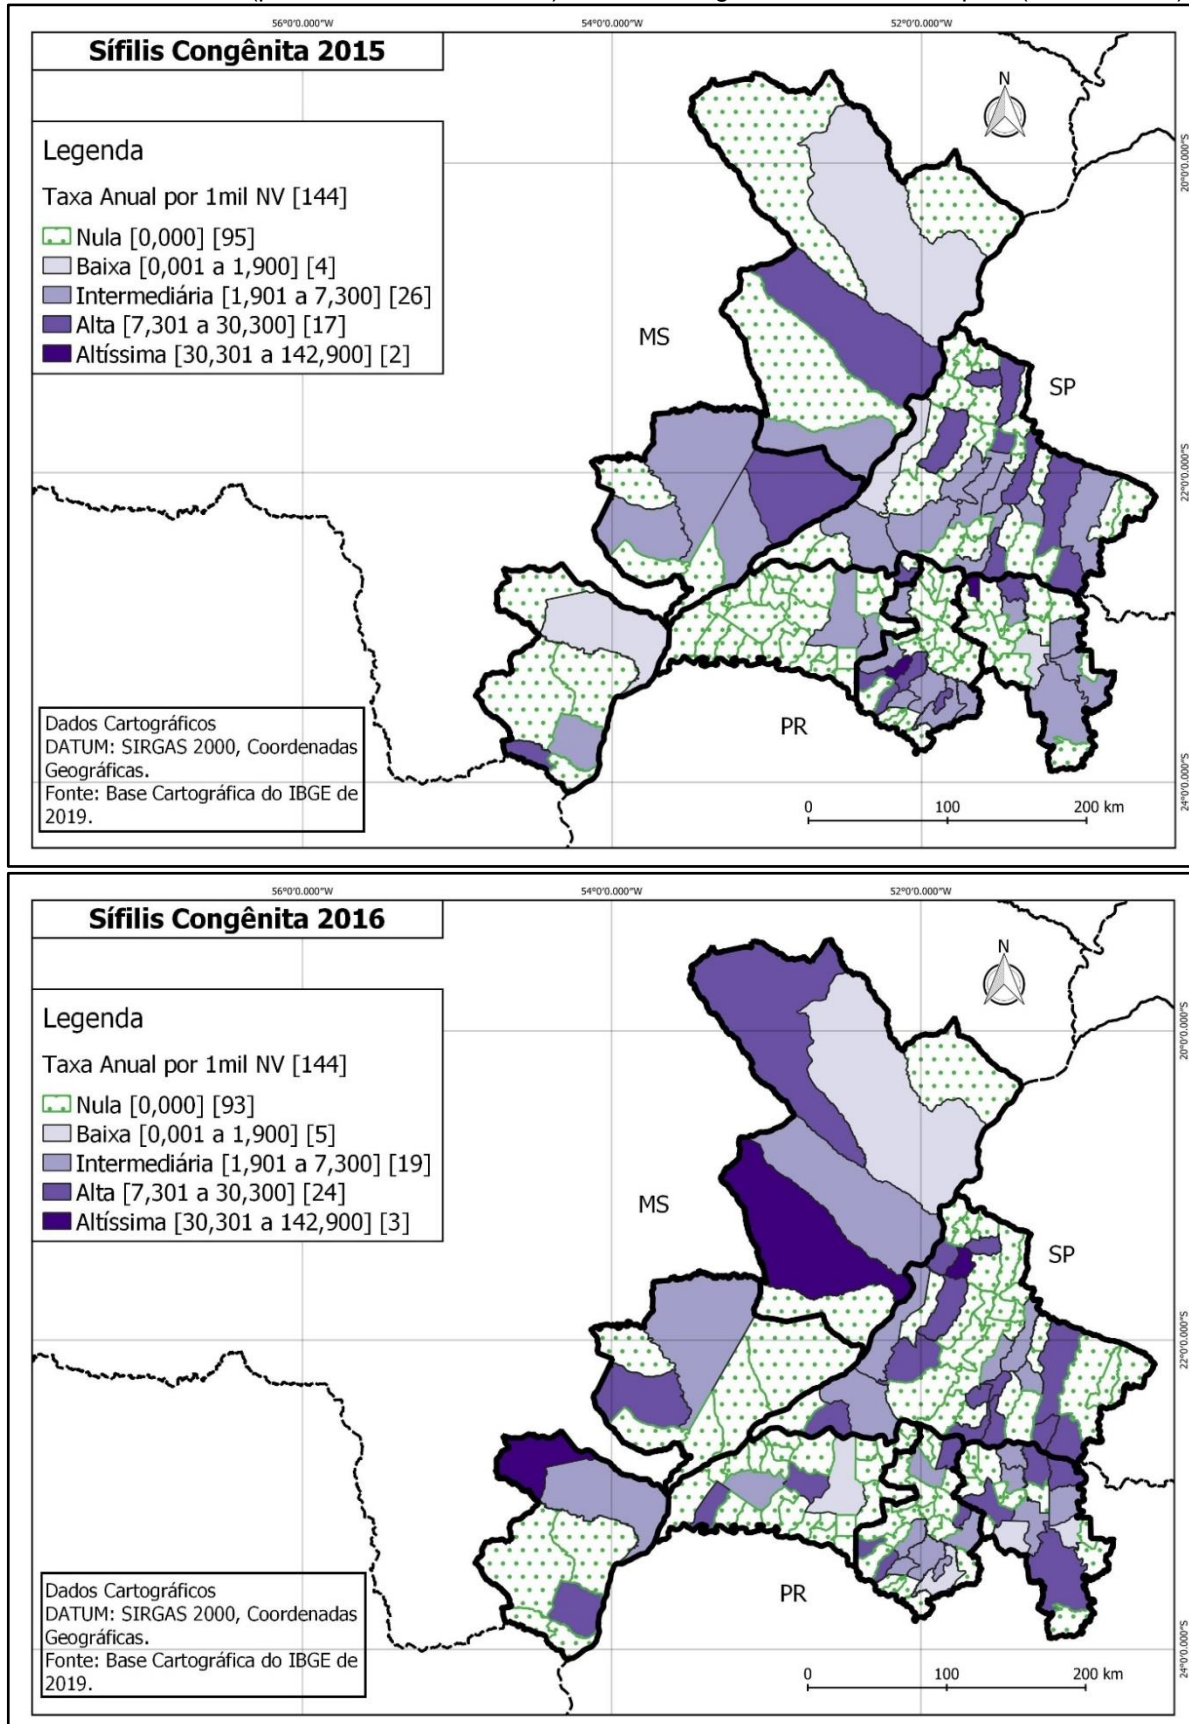 56°0'0.000"W 54°0'0.000"W 52°0'0.000"W
Sífilis Congênita 2015
Legenda
Taxa Anual por 1mil NV [144]
Nula [0,000] [95]
Baixa [0,001 a 1,900] [4]
Intermediária [1,901 a 7,300] [26]
Alta [7,301 a 30,300] [17]
Altíssima [30,301 a 142,900] [2]
N
20°0'0.000"S
MS
SP
22°0'0.000"S
PR
Dados Cartográficos
DATUM: SIRGAS 2000, Coordenadas
Geográficas.
Fonte: Base Cartográfica do IBGE de
2019.
24°0'0.000"S
0 100 200 km
56°0'0.000"W 54°0'0.000"W 52°0'0.000"W
Sífilis Congênita 2016
Legenda
Taxa Anual por 1mil NV [144]
Nula [0,000] [93]
Baixa [0,001 a 1,900] [5]
Intermediária [1,901 a 7,300] [19]
Alta [7,301 a 30,300] [24]
Altíssima [30,301 a 142,900] [3]
N
20°0'0.000"S
MS
SP
22°0'0.000"S
PR
Dados Cartográficos
DATUM: SIRGAS 2000, Coordenadas
Geográficas.
Fonte: Base Cartográfica do IBGE de
2019.
24°0'0.000"S
0 100 200 km